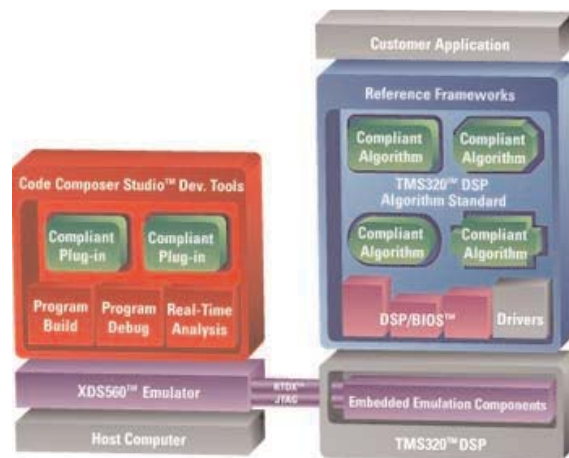 Customer Application
Reference Frameworks
Compliant
Algorithm
Compliant
Algorithm
TMS320™ DSP
Algorithm Standard
Compliant
Algorithm
Compliant
Algorithm
DSP/BIOS™
Drivers
Code Composer Studio™ Dev. Tools
Compliant
Plug-in
Compliant
Plug-in
Program
Build
Program
Debug
Real-Time
Analysis
XDS560™ Emulator
RTDX™
JTAG
Embedded Emulation Components
Host Computer
TMS320™ DSP